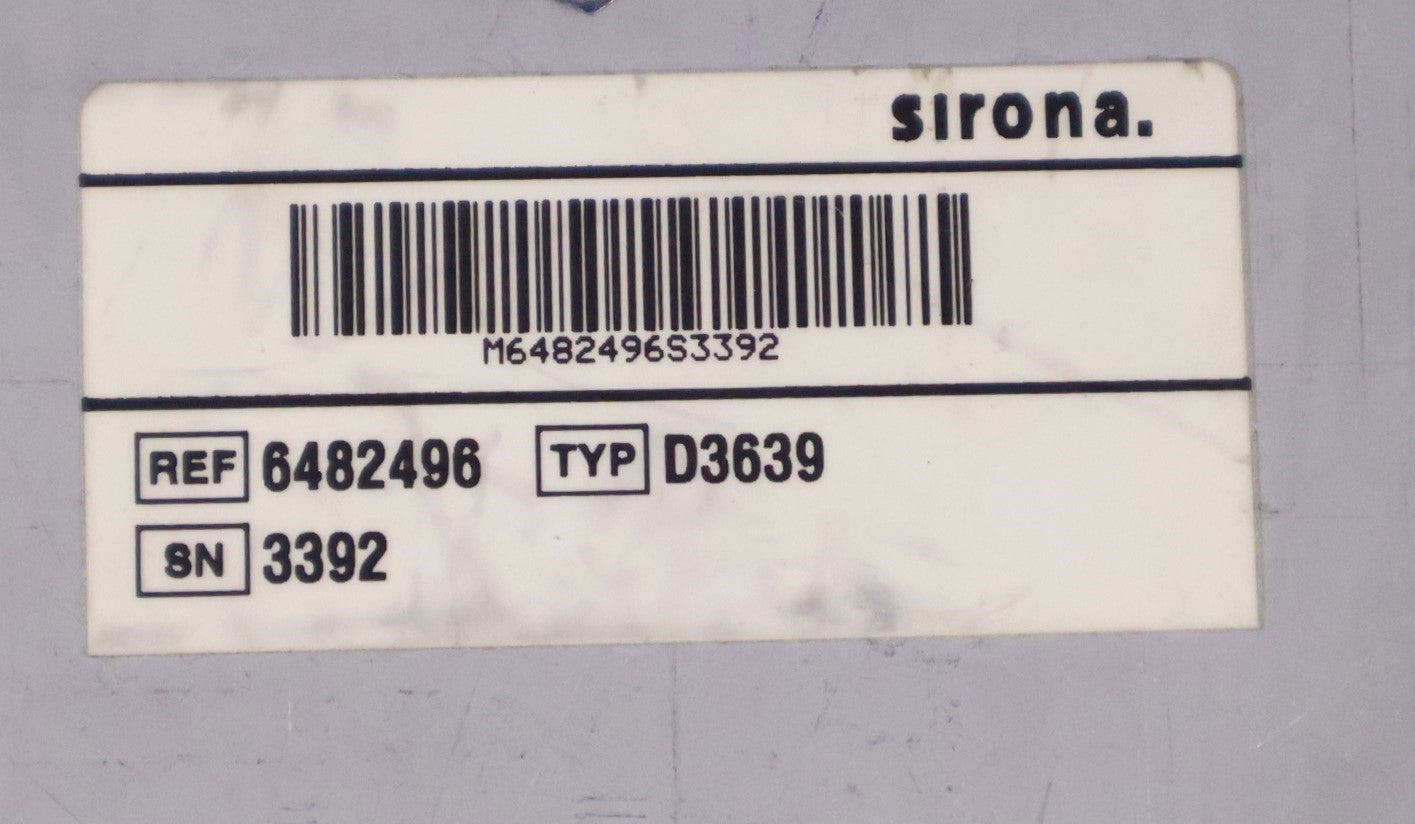 sirona.
M6482496S3392
REF 6482496 TYP D3639
SN 3392